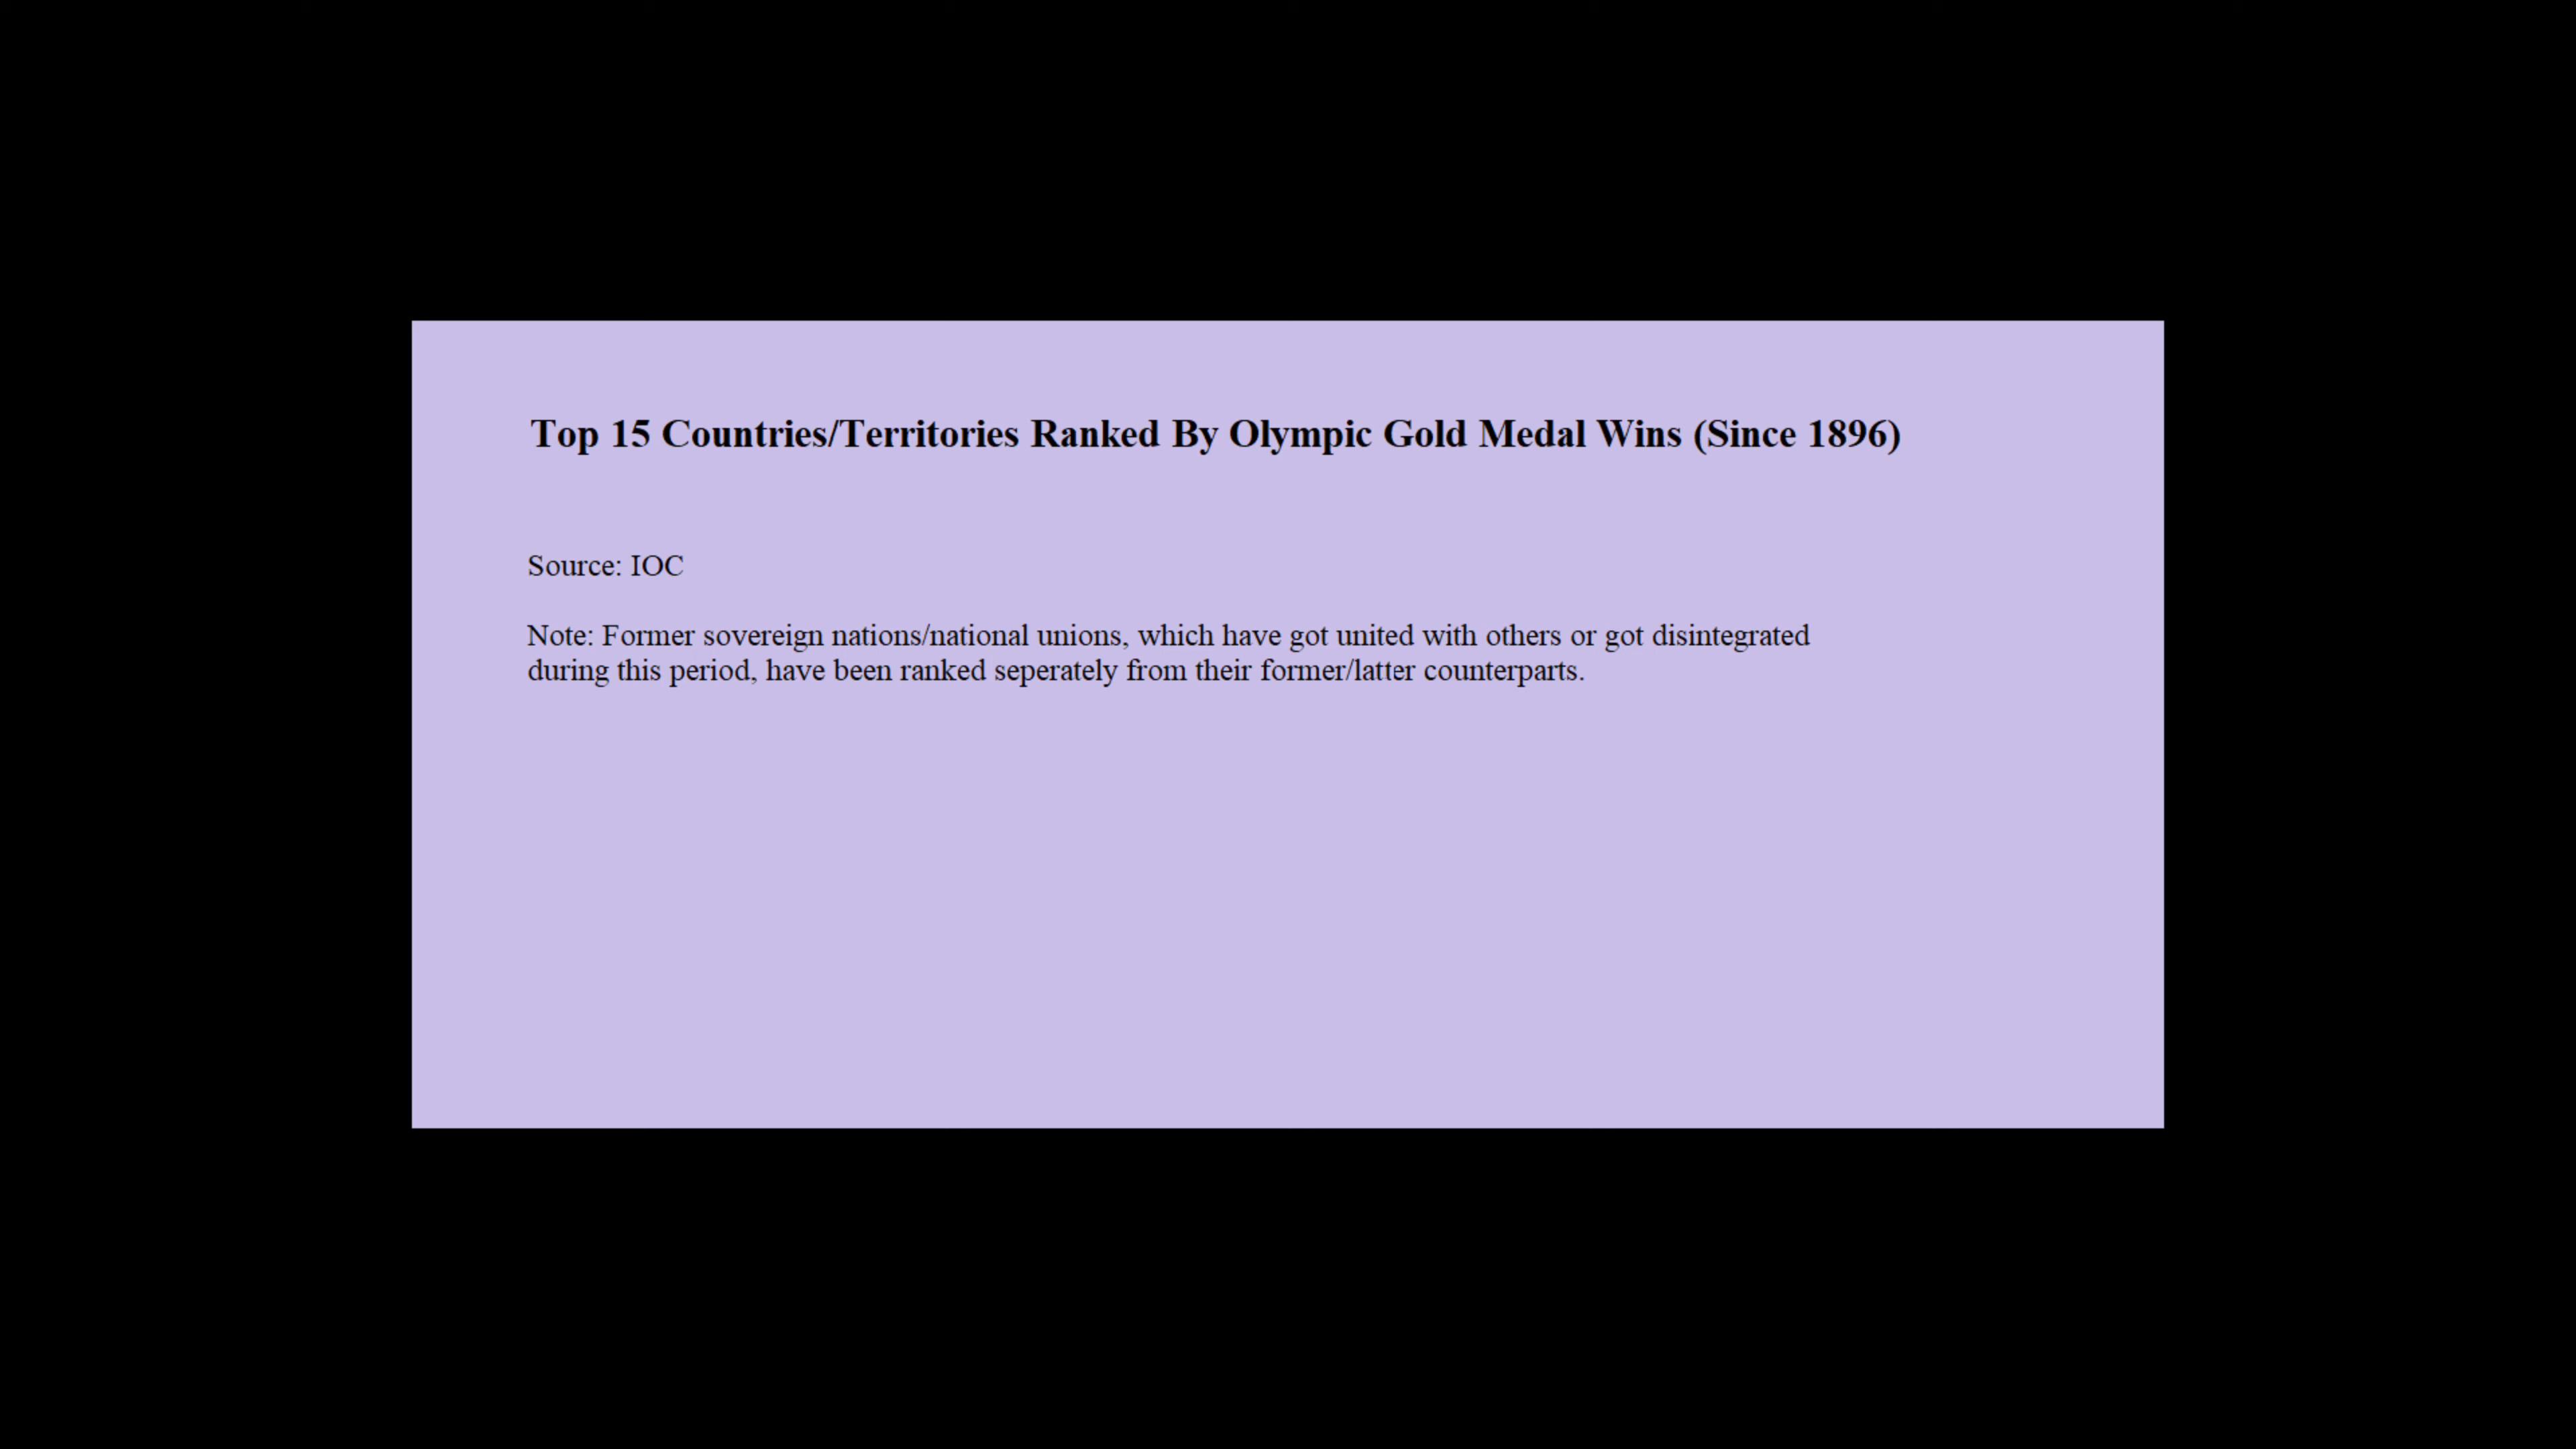 Top 15 Countries/Territories Ranked By Olympic Gold Medal Wins (Since 1896)
Source: IOC
Note: Former sovereign nations/national unions, which have got united with others or got disintegrated
during this period, have been ranked seperately from their former/latter counterparts.